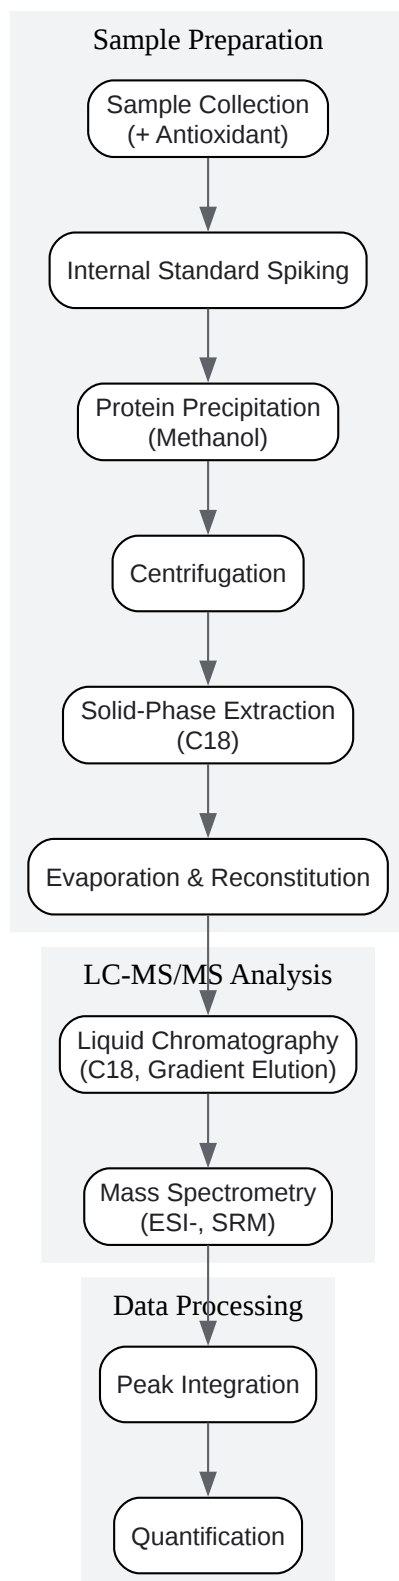 Sample Preparation
Sample Collection
(+ Antioxidant)
Internal Standard Spiking
Protein Precipitation
(Methanol)
Centrifugation
Solid-Phase Extraction
(C18)
Evaporation & Reconstitution
LC-MS/MS Analysis
Liquid Chromatography
(C18, Gradient Elution)
Mass Spectrometry
(ESI-, SRM)
Data Processing
Peak Integration
Quantification